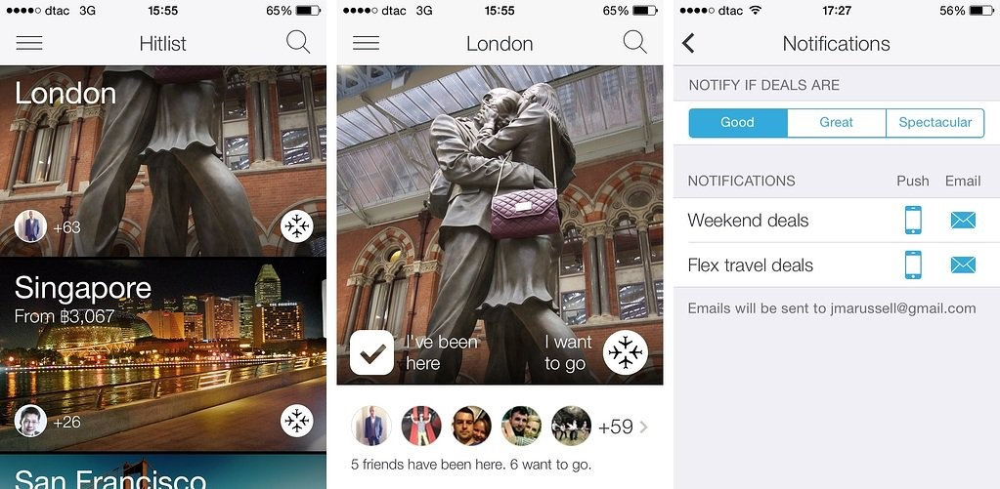 dtac 3G 15:55 65%
Hitlist
London
+63
Singapore
From ฿3,067
+26
San Francisco
dtac 3G 15:55 65%
London
I've been
here
I want
to go
+59
5 friends have been here. 6 want to go.
dtac 17:27 56%
Notifications
NOTIFY IF DEALS ARE
Good Great Spectacular
NOTIFICATIONS Push Email
Weekend deals
Flex travel deals
Emails will be sent to jmarussell@gmail.com